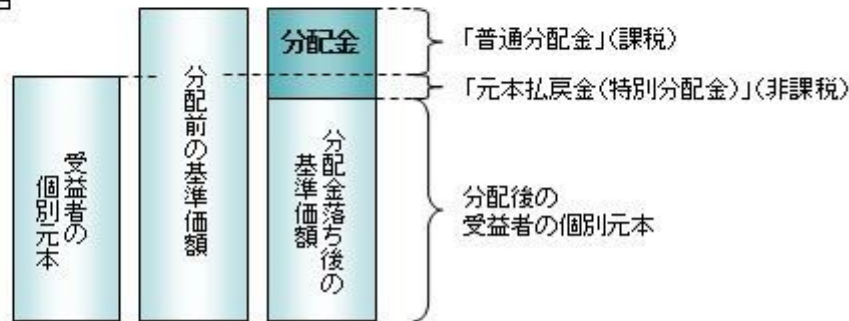 受益者の
個別元本
分配前の基準価額
分配金
分配金落ち後の
基準価額
「普通分配金」(課税)
「元本払戻金(特別分配金)」(非課税)
分配後の
受益者の個別元本